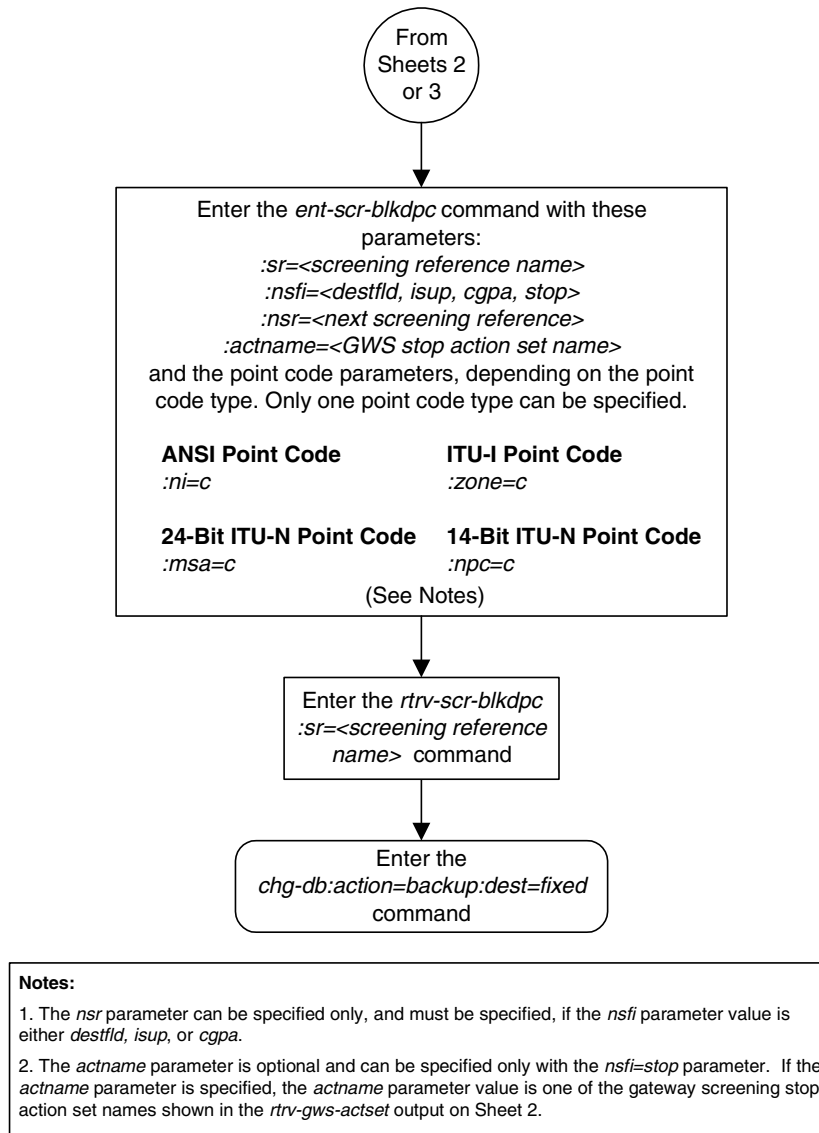 From
Sheets 2
or 3
Enter the ent-scr-blkdpc command with these
parameters:
:sr=<screening reference name>
:nsfi=<destfld, isup, cgpa, stop>
:nsr=<next screening reference>
:actname=<GWS stop action set name>
and the point code parameters, depending on the point
code type. Only one point code type can be specified.
ANSI Point Code
:ni=c
ITU-I Point Code
:zone=c
24-Bit ITU-N Point Code
:msa=c
14-Bit ITU-N Point Code
:npc=c
(See Notes)
Enter the rtrv-scr-blkdpc
:sr=<screening reference
name> command
Enter the
chg-db:action=backup:dest=fixed
command
Notes:
1. The nsr parameter can be specified only, and must be specified, if the nsfi parameter value is
either destfld, isup, or cgpa.
2. The actname parameter is optional and can be specified only with the nsfi=stop parameter. If the
actname parameter is specified, the actname parameter value is one of the gateway screening stop
action set names shown in the rtrv-gws-actset output on Sheet 2.